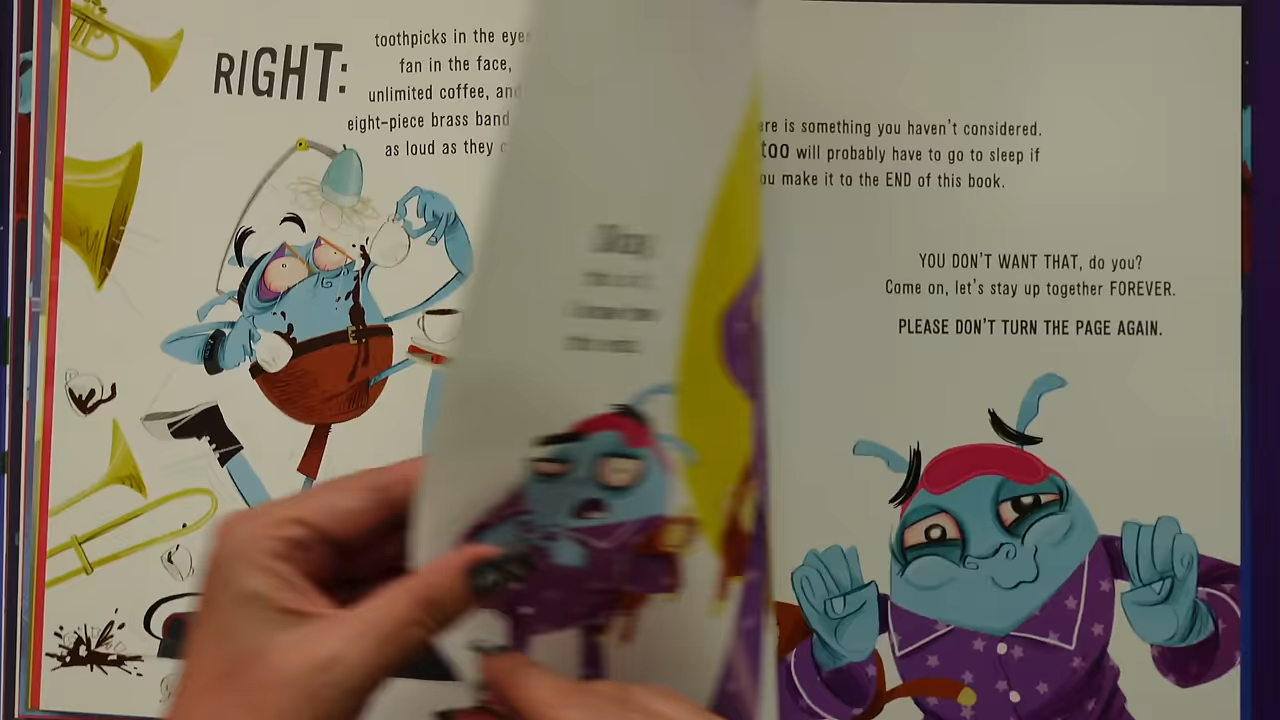 RIGHT:
toothpicks in the eye
fan in the face,
unlimited coffee, and
eight-piece brass band
as loud as they
is something you haven't considered.
too will probably have to go to sleep if
make it to the END of this book.
YOU DON'T WANT THAT, do you?
Come on, let's stay up together FOREVER.
PLEASE DON'T TURN THE PAGE AGAIN.